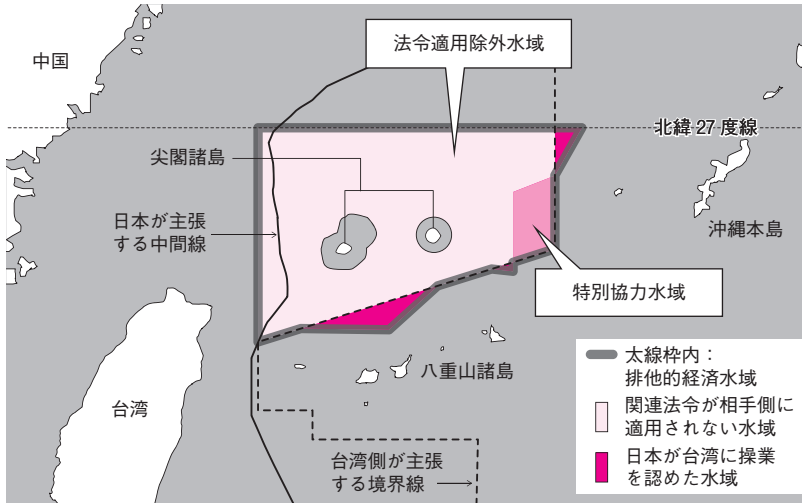 中国
法令適用除外水域
北緯27度線
尖閣諸島
日本が主張
する中間線
沖縄本島
特別協力水域
八重山諸島
台湾
台湾側が主張
する境界線
太線枠内：
排他的経済水域
関連法令が相手側に
適用されない水域
日本が台湾に操業
を認めた水域